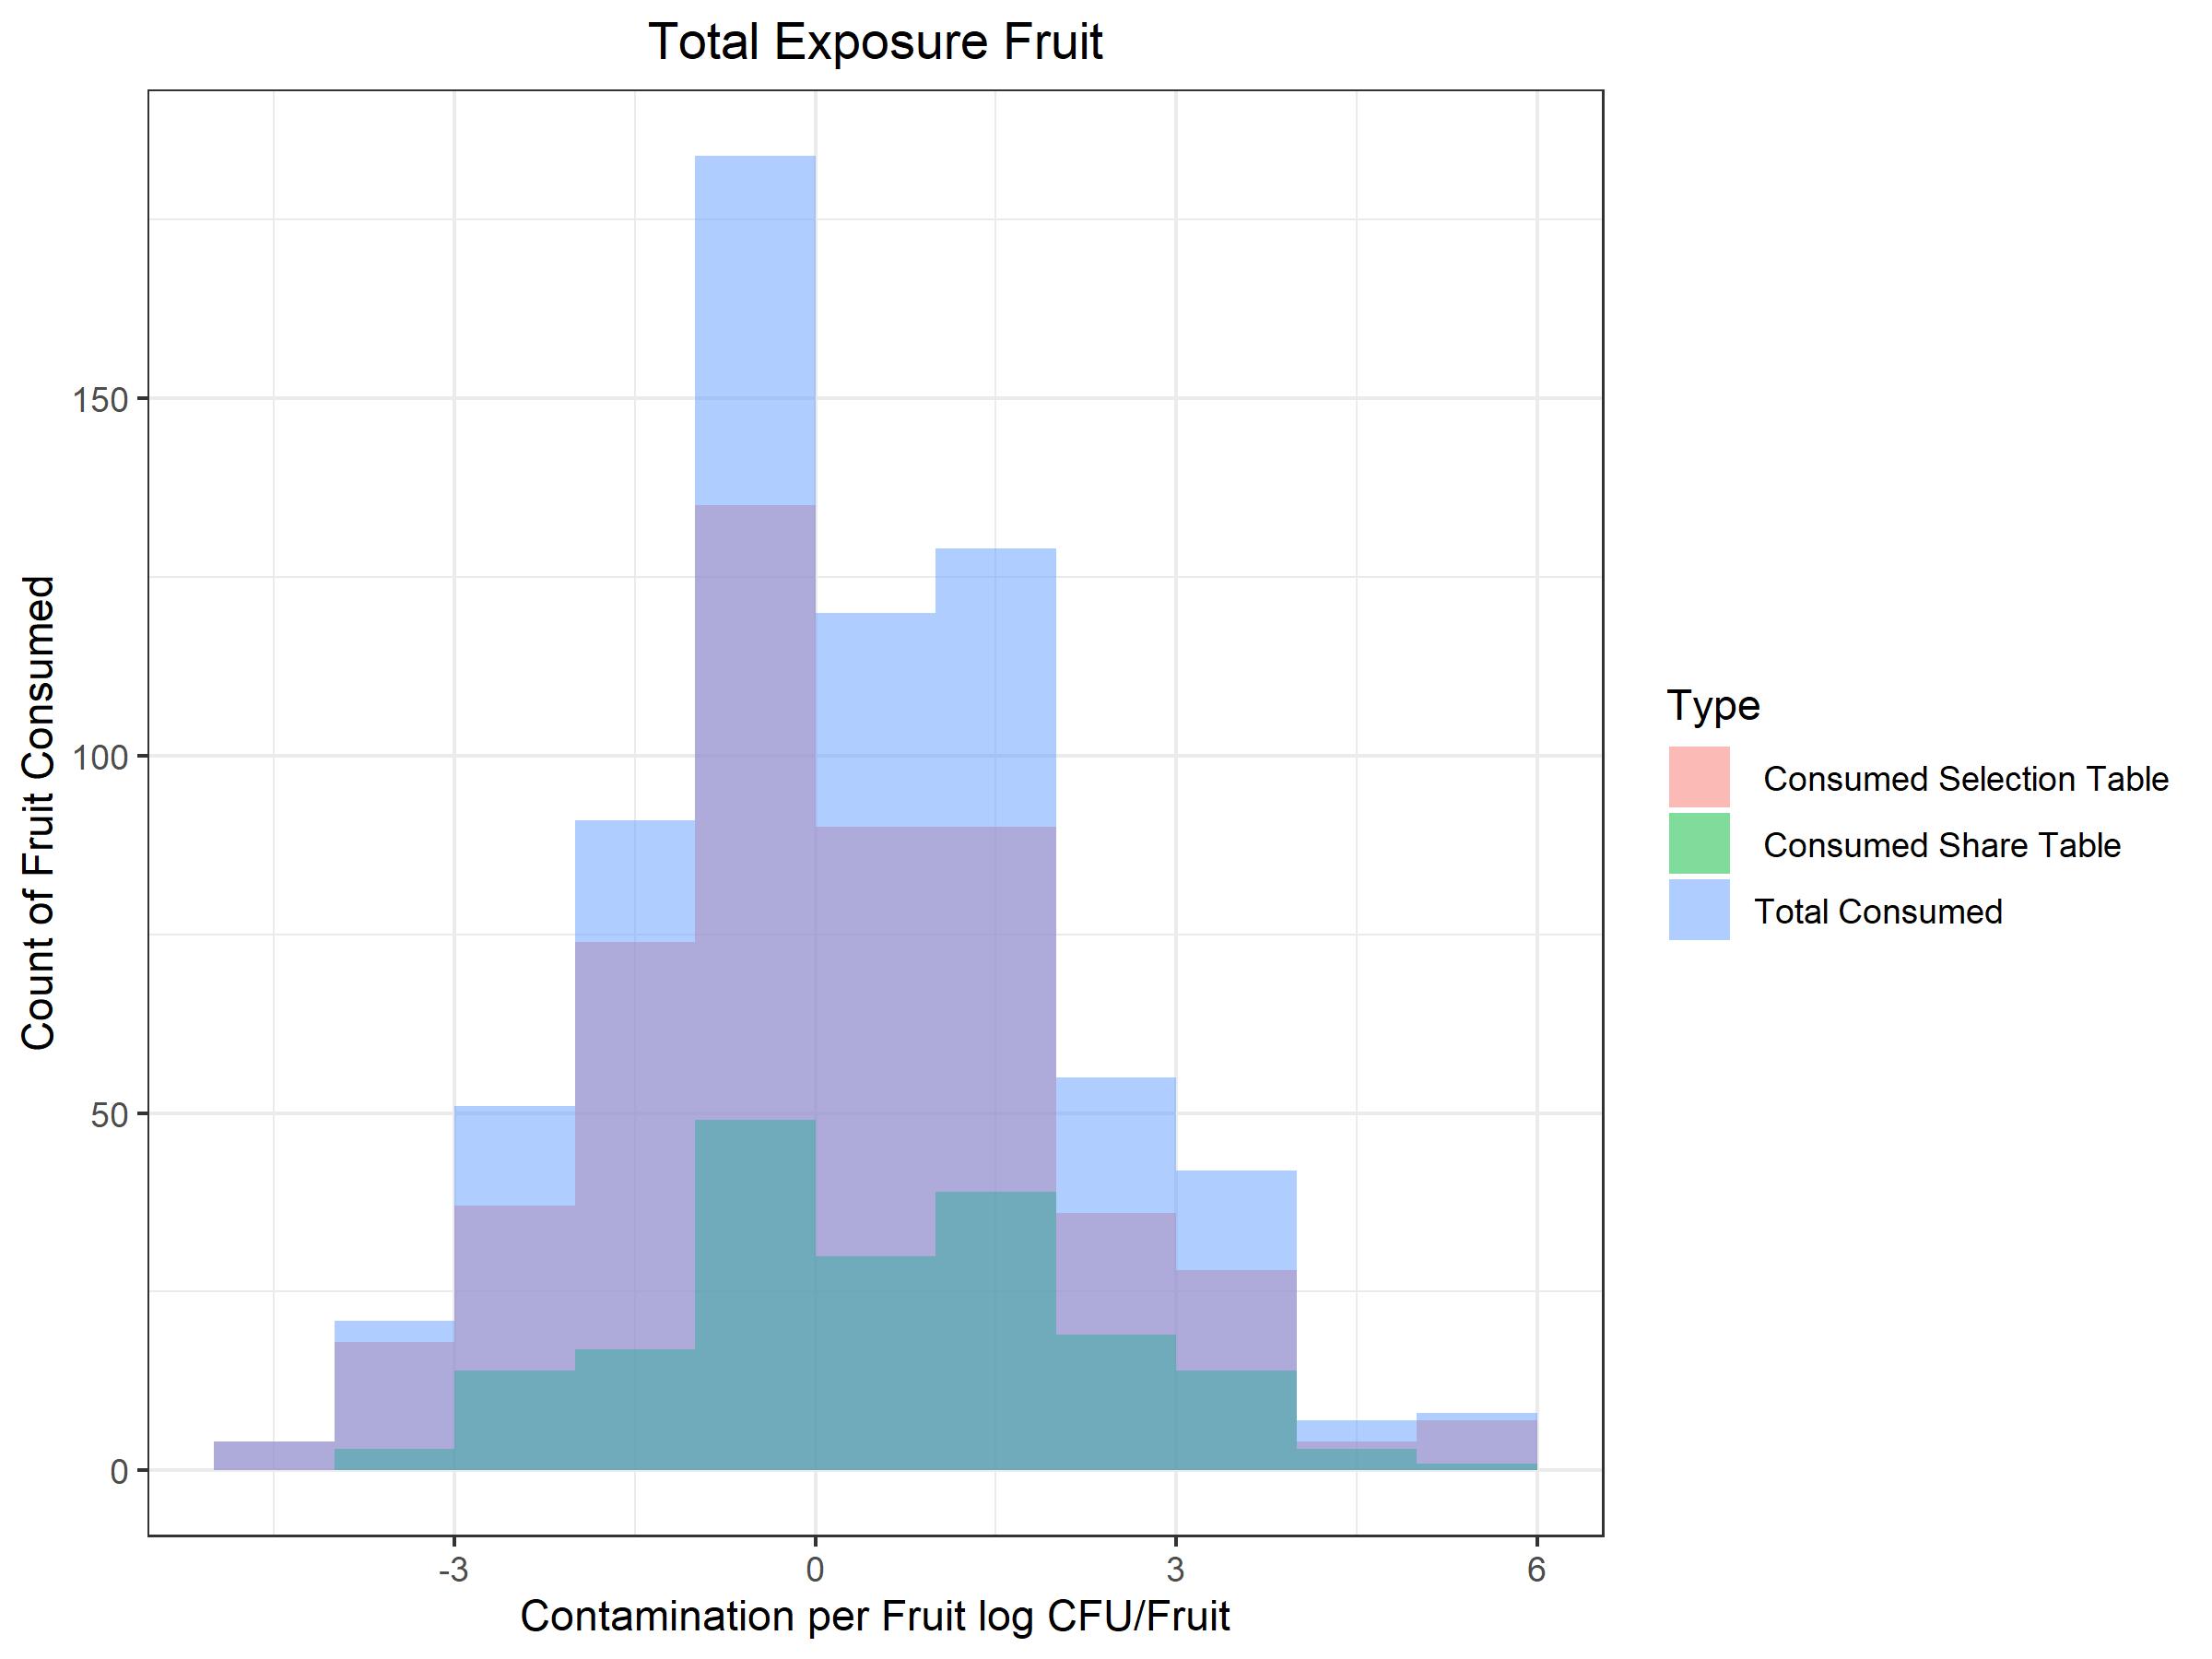 Total Exposure Fruit
Count of Fruit Consumed
150
100
50
0
-3
0
3
6
Contamination per Fruit log CFU/Fruit
Type
Consumed Selection Table
Consumed Share Table
Total Consumed